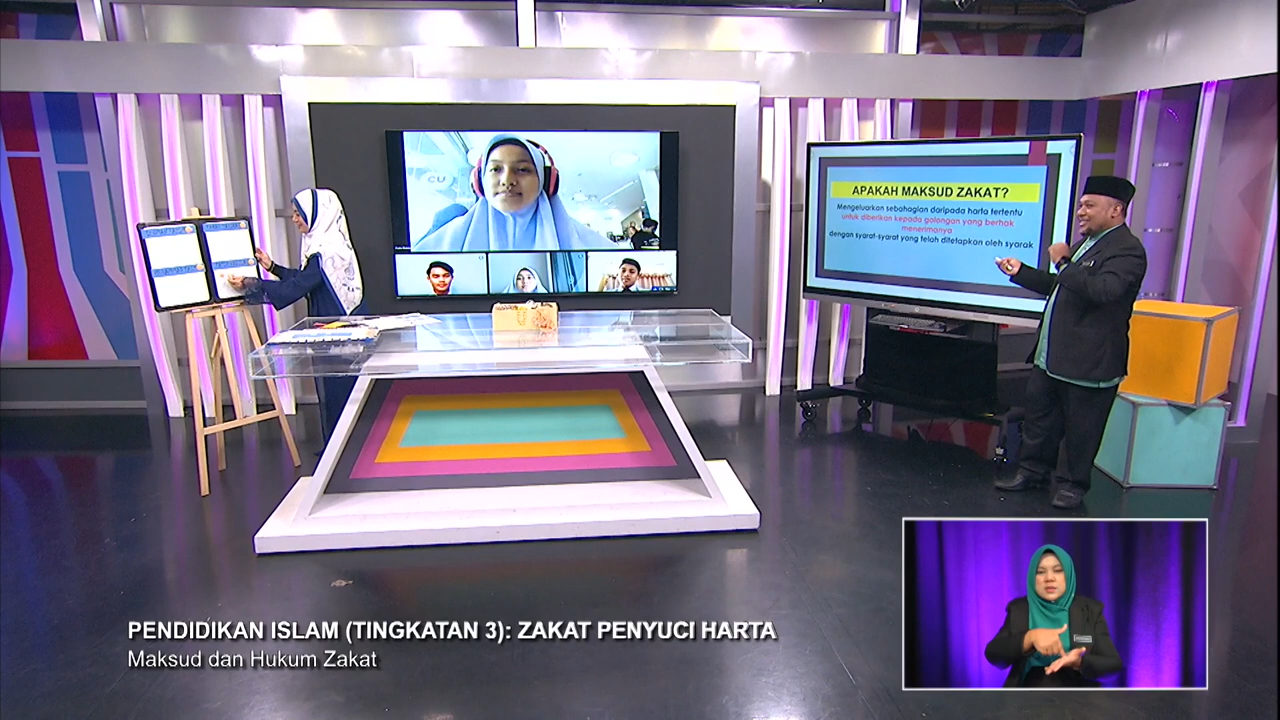 APAKAH MAKSUD ZAKAT?
Mengeluarkan sebahagian daripada harta tertentu
untuk diberikan kepada golongan yang berhak
menerimanya
dengan syarat-syarat yang telah ditetapkan oleh syarak
PENDIDIKAN ISLAM (TINGKATAN 3): ZAKAT PENYUCI HARTA
Maksud dan Hukum Zakat